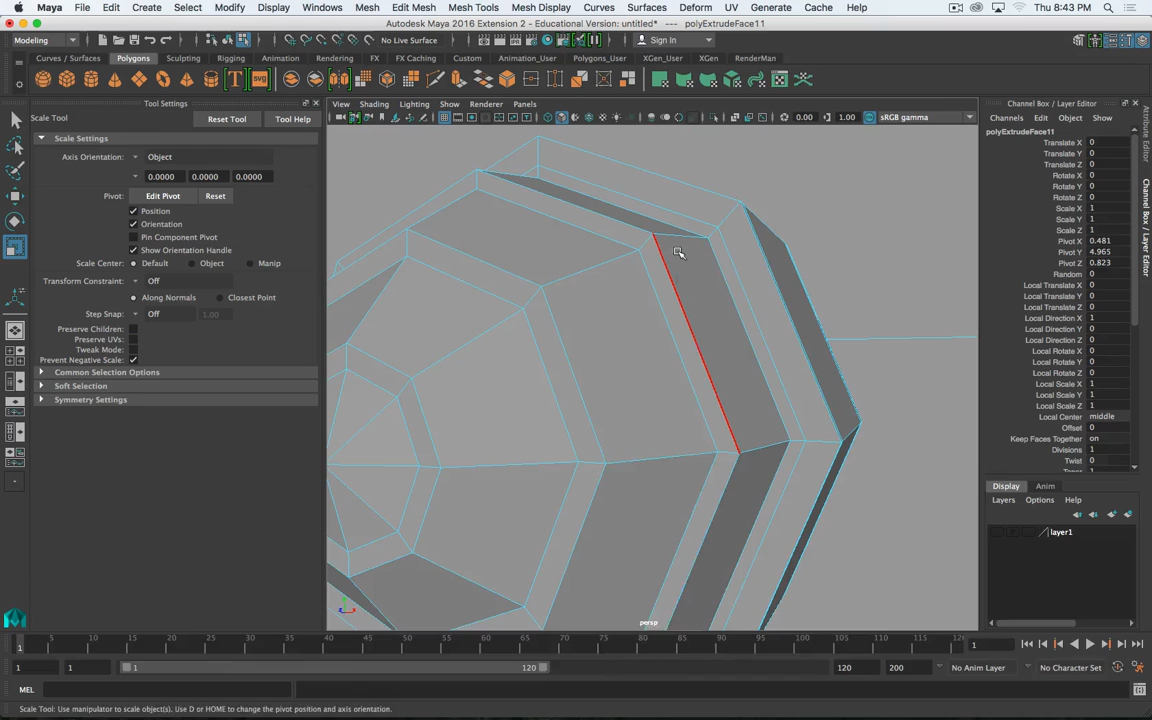 Maya File Edit Create Select Modify Display Windows Mesh Edit Mesh Mesh Tools Mesh Display Curves Surfaces Deform UV Generate Cache Help Thu 8:43 PM
Autodesk Maya 2016 Extension 2 - Educational Version: untitled* --- polyExtrudeFace11
Modeling No Live Surface Sign In
Curves / Surfaces Polygons Sculpting Rigging Animation Rendering FX FX Caching Custom Animation_User Polygons_User XGen_User XGen RenderMan
T SVG
Tool Settings
Scale Tool Reset Tool Tool Help
Scale Settings
Axis Orientation: Object
0.0000 0.0000 0.0000
Pivot: Edit Pivot Reset
Position
Orientation
Pin Component Pivot
Show Orientation Handle
Scale Center: Default Object Manip
Transform Constraint: Off
Along Normals Closest Point
Step Snap: Off 1.00
Preserve Children:
Preserve UVs:
Tweak Mode:
Prevent Negative Scale:
Common Selection Options
Soft Selection
Symmetry Settings
View Shading Lighting Show Renderer Panels
0.00 1.00 sRGB gamma
persp
Channel Box / Layer Editor
Channels Edit Object Show
polyExtrudeFace11
Translate X 0
Translate Y 0
Translate Z 0
Rotate X 0
Rotate Y 0
Rotate Z 0
Scale X 1
Scale Y 1
Scale Z 1
Pivot X 0.481
Pivot Y 4.965
Pivot Z 0.823
Random 0
Local Translate X 0
Local Translate Y 0
Local Translate Z 0
Local Direction X 1
Local Direction Y 0
Local Direction Z 0
Local Rotate X 0
Local Rotate Y 0
Local Rotate Z 0
Local Scale X 1
Local Scale Y 1
Local Scale Z 1
Local Center middle
Offset 0
Keep Faces Together on
Divisions 1
Twist 0
Taper 1
Attribute Editor
Channel Box / Layer Editor
Display Anim
Layers Options Help
layer1
5 10 15 20 25 30 35 40 45 50 55 60 65 70 75 80 85 90 95 100 105 110 115 1
1 1
1 1 1 120 120 200 No Anim Layer No Character Set
MEL
Scale Tool: Use manipulator to scale object(s). Use D or HOME to change the pivot position and axis orientation.